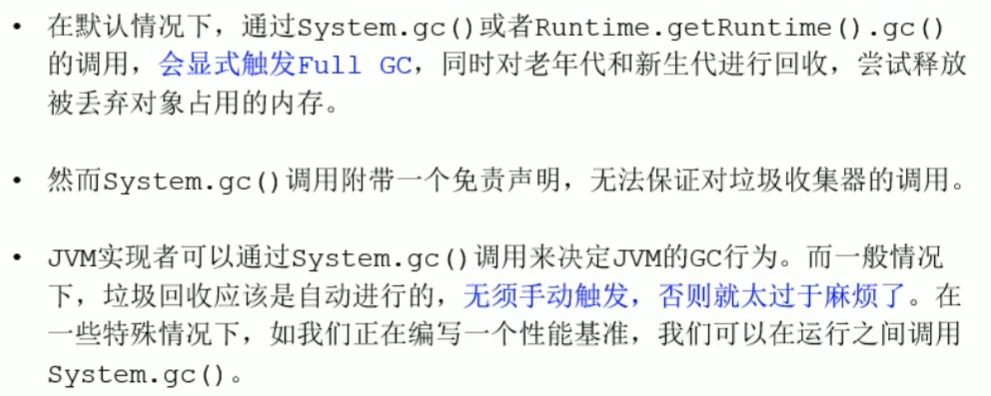 • 在默认情况下，通过System.gc()或者Runtime.getRuntime().gc()
的调用，会显式触发Full GC，同时对老年代和新生代进行回收，尝试释放
被丢弃对象占用的内存。
• 然而System.gc()调用附带一个免责声明，无法保证对垃圾收集器的调用。
• JVM实现者可以通过System.gc()调用来决定JVM的GC行为。而一般情况
下，垃圾回收应该是自动进行的，无须手动触发，否则就太过于麻烦了。在
一些特殊情况下，如我们正在编写一个性能基准，我们可以在运行之间调用
System.gc()。